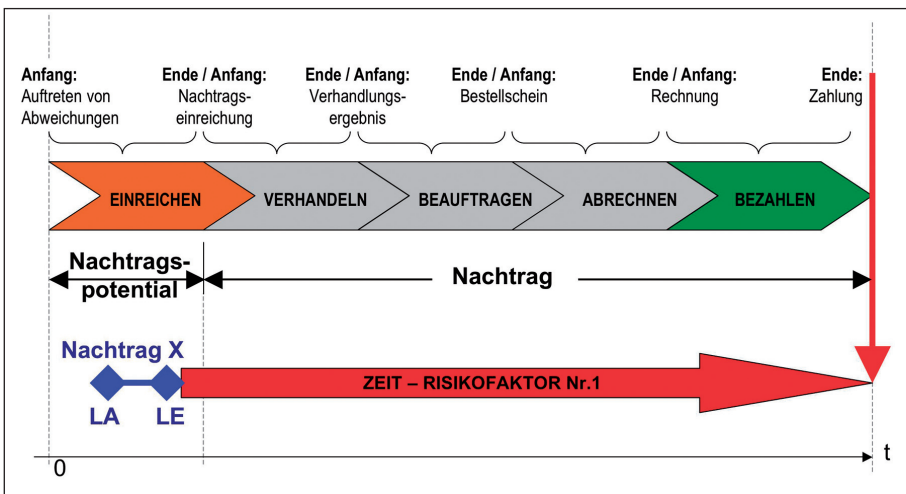 Anfang:
Auftreten von
Abweichungen
Ende / Anfang:
Nachtrags-
einreichung
Ende / Anfang:
Verhandlungs-
ergebnis
Ende / Anfang:
Bestellschein
Ende / Anfang:
Rechnung
Ende:
Zahlung
EINREICHEN
VERHANDELN
BEAUFTRAGEN
ABRECHNEN
BEZAHLEN
Nachtrags-
potential
Nachtrag
Nachtrag X
LA
LE
ZEIT – RISIKOFAKTOR Nr.1
0
t